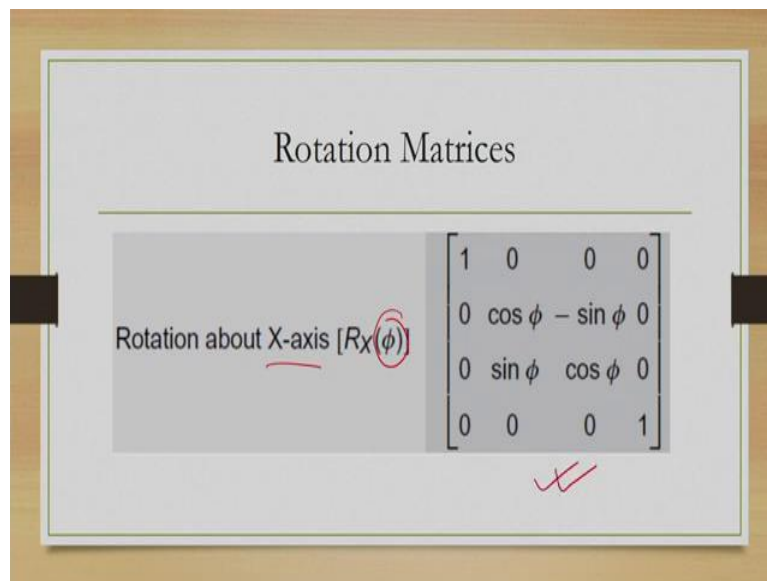 Rotation Matrices
Rotation about X-axis [RX(ϕ)]
1 0 0 0
0 cos ϕ − sin ϕ 0
0 sin ϕ cos ϕ 0
0 0 0 1